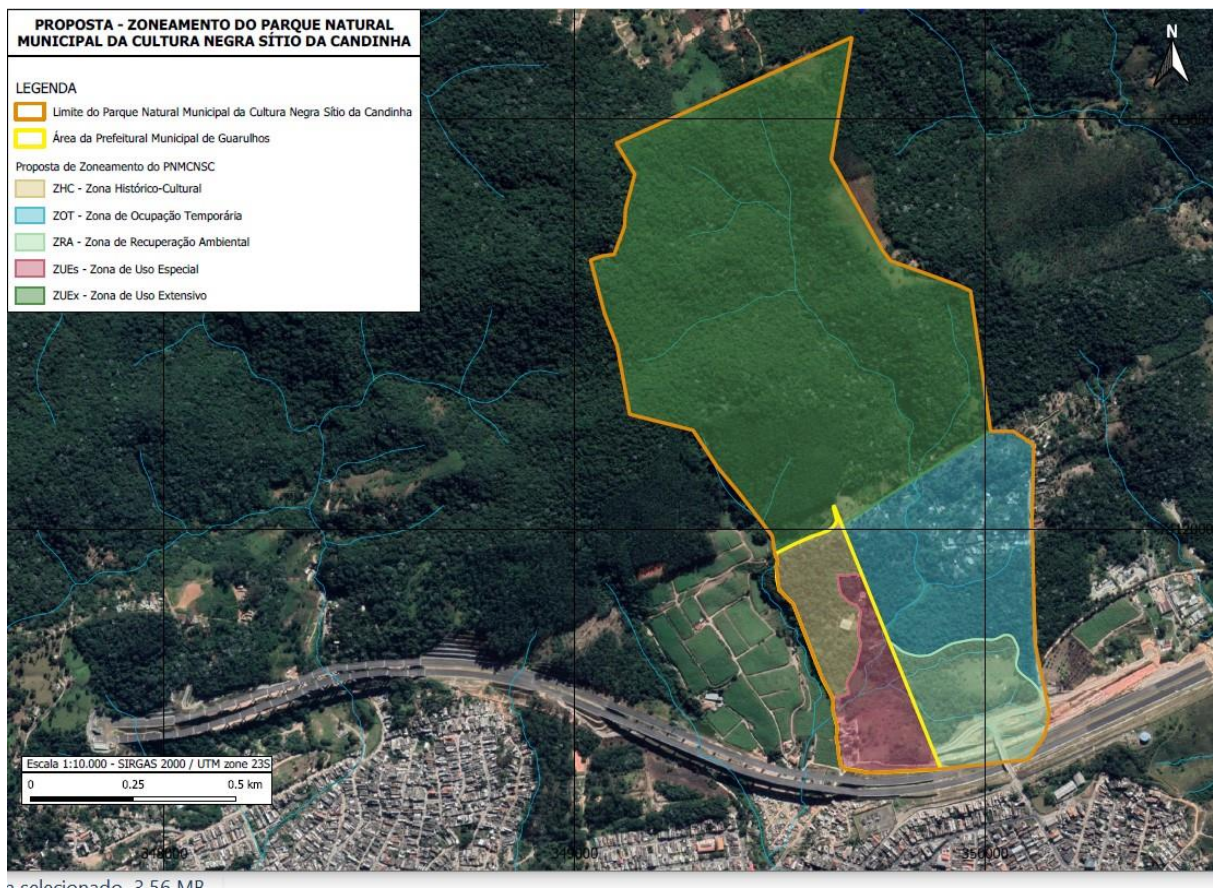 PROPOSTA - ZONEAMENTO DO PARQUE NATURAL
MUNICIPAL DA CULTURA NEGRA SÍTIO DA CANDINHA
N
LEGENDA
Limite do Parque Natural Municipal da Cultura Negra Sítio da Candinha
Área da Prefeitural Municipal de Guarulhos
Proposta de Zoneamento do PNMCNSC
ZHC - Zona Histórico-Cultural
ZOT - Zona de Ocupação Temporária
ZRA - Zona de Recuperação Ambiental
ZUEs - Zona de Uso Especial
ZUEx - Zona de Uso Extensivo
Escala 1:10.000 - SIRGAS 2000 / UTM zone 23S
0 0.25 0.5 km
348000 349000 350000
selecionado 3,56 MB